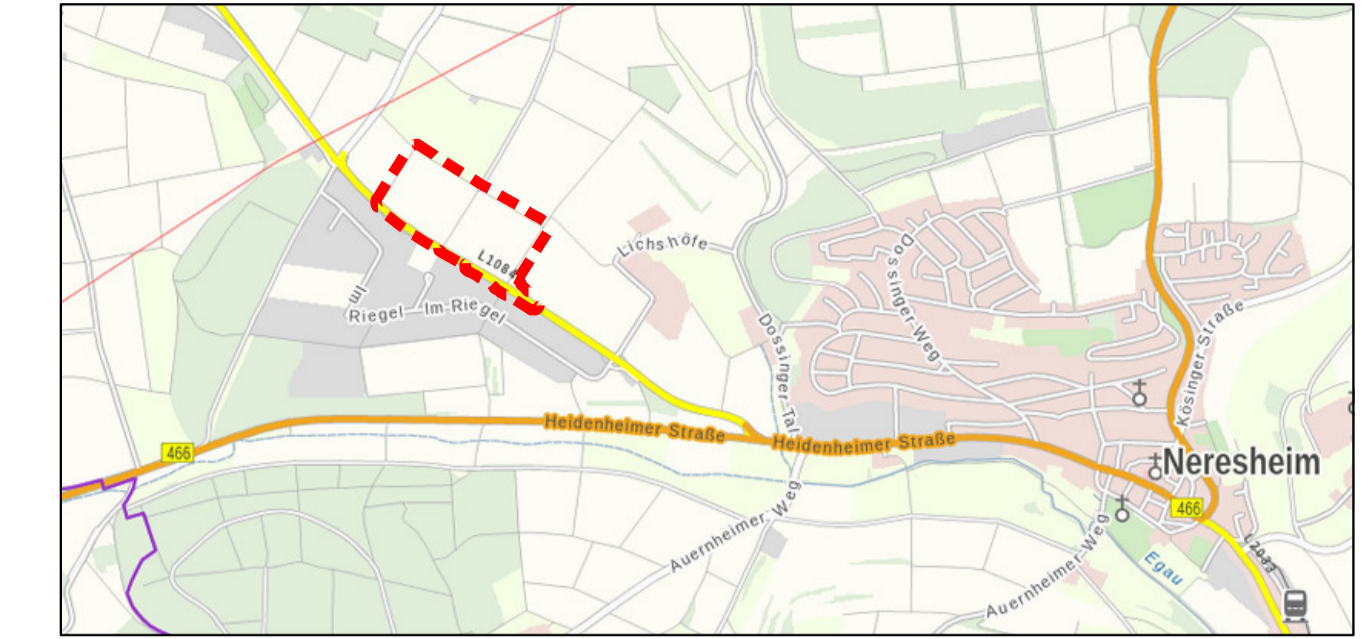 L1084
Lichshöfe
Im
Riegel
Im-Riegel
Dossinger-Weg
Dossinger-Tal
Kösinger-Straße
Heidenheimer Straße
Heidenheimer Straße
466
Neresheim
466
Auernheimer-Weg
Auernheimer-Weg
Egau
L2033